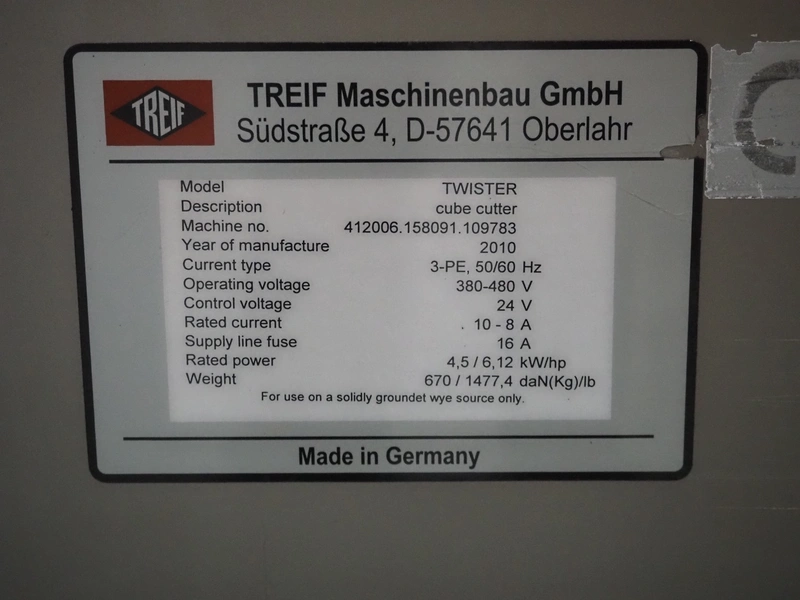 TREIF
TREIF Maschinenbau GmbH
Südstraße 4, D-57641 Oberlahr
Model TWISTER
Description cube cutter
Machine no. 412006.158091.109783
Year of manufacture 2010
Current type 3-PE, 50/60 Hz
Operating voltage 380-480 V
Control voltage 24 V
Rated current . 10 - 8 A
Supply line fuse 16 A
Rated power 4,5 / 6,12 kW/hp
Weight 670 / 1477,4 daN(Kg)/lb
For use on a solidly groundet wye source only.
Made in Germany